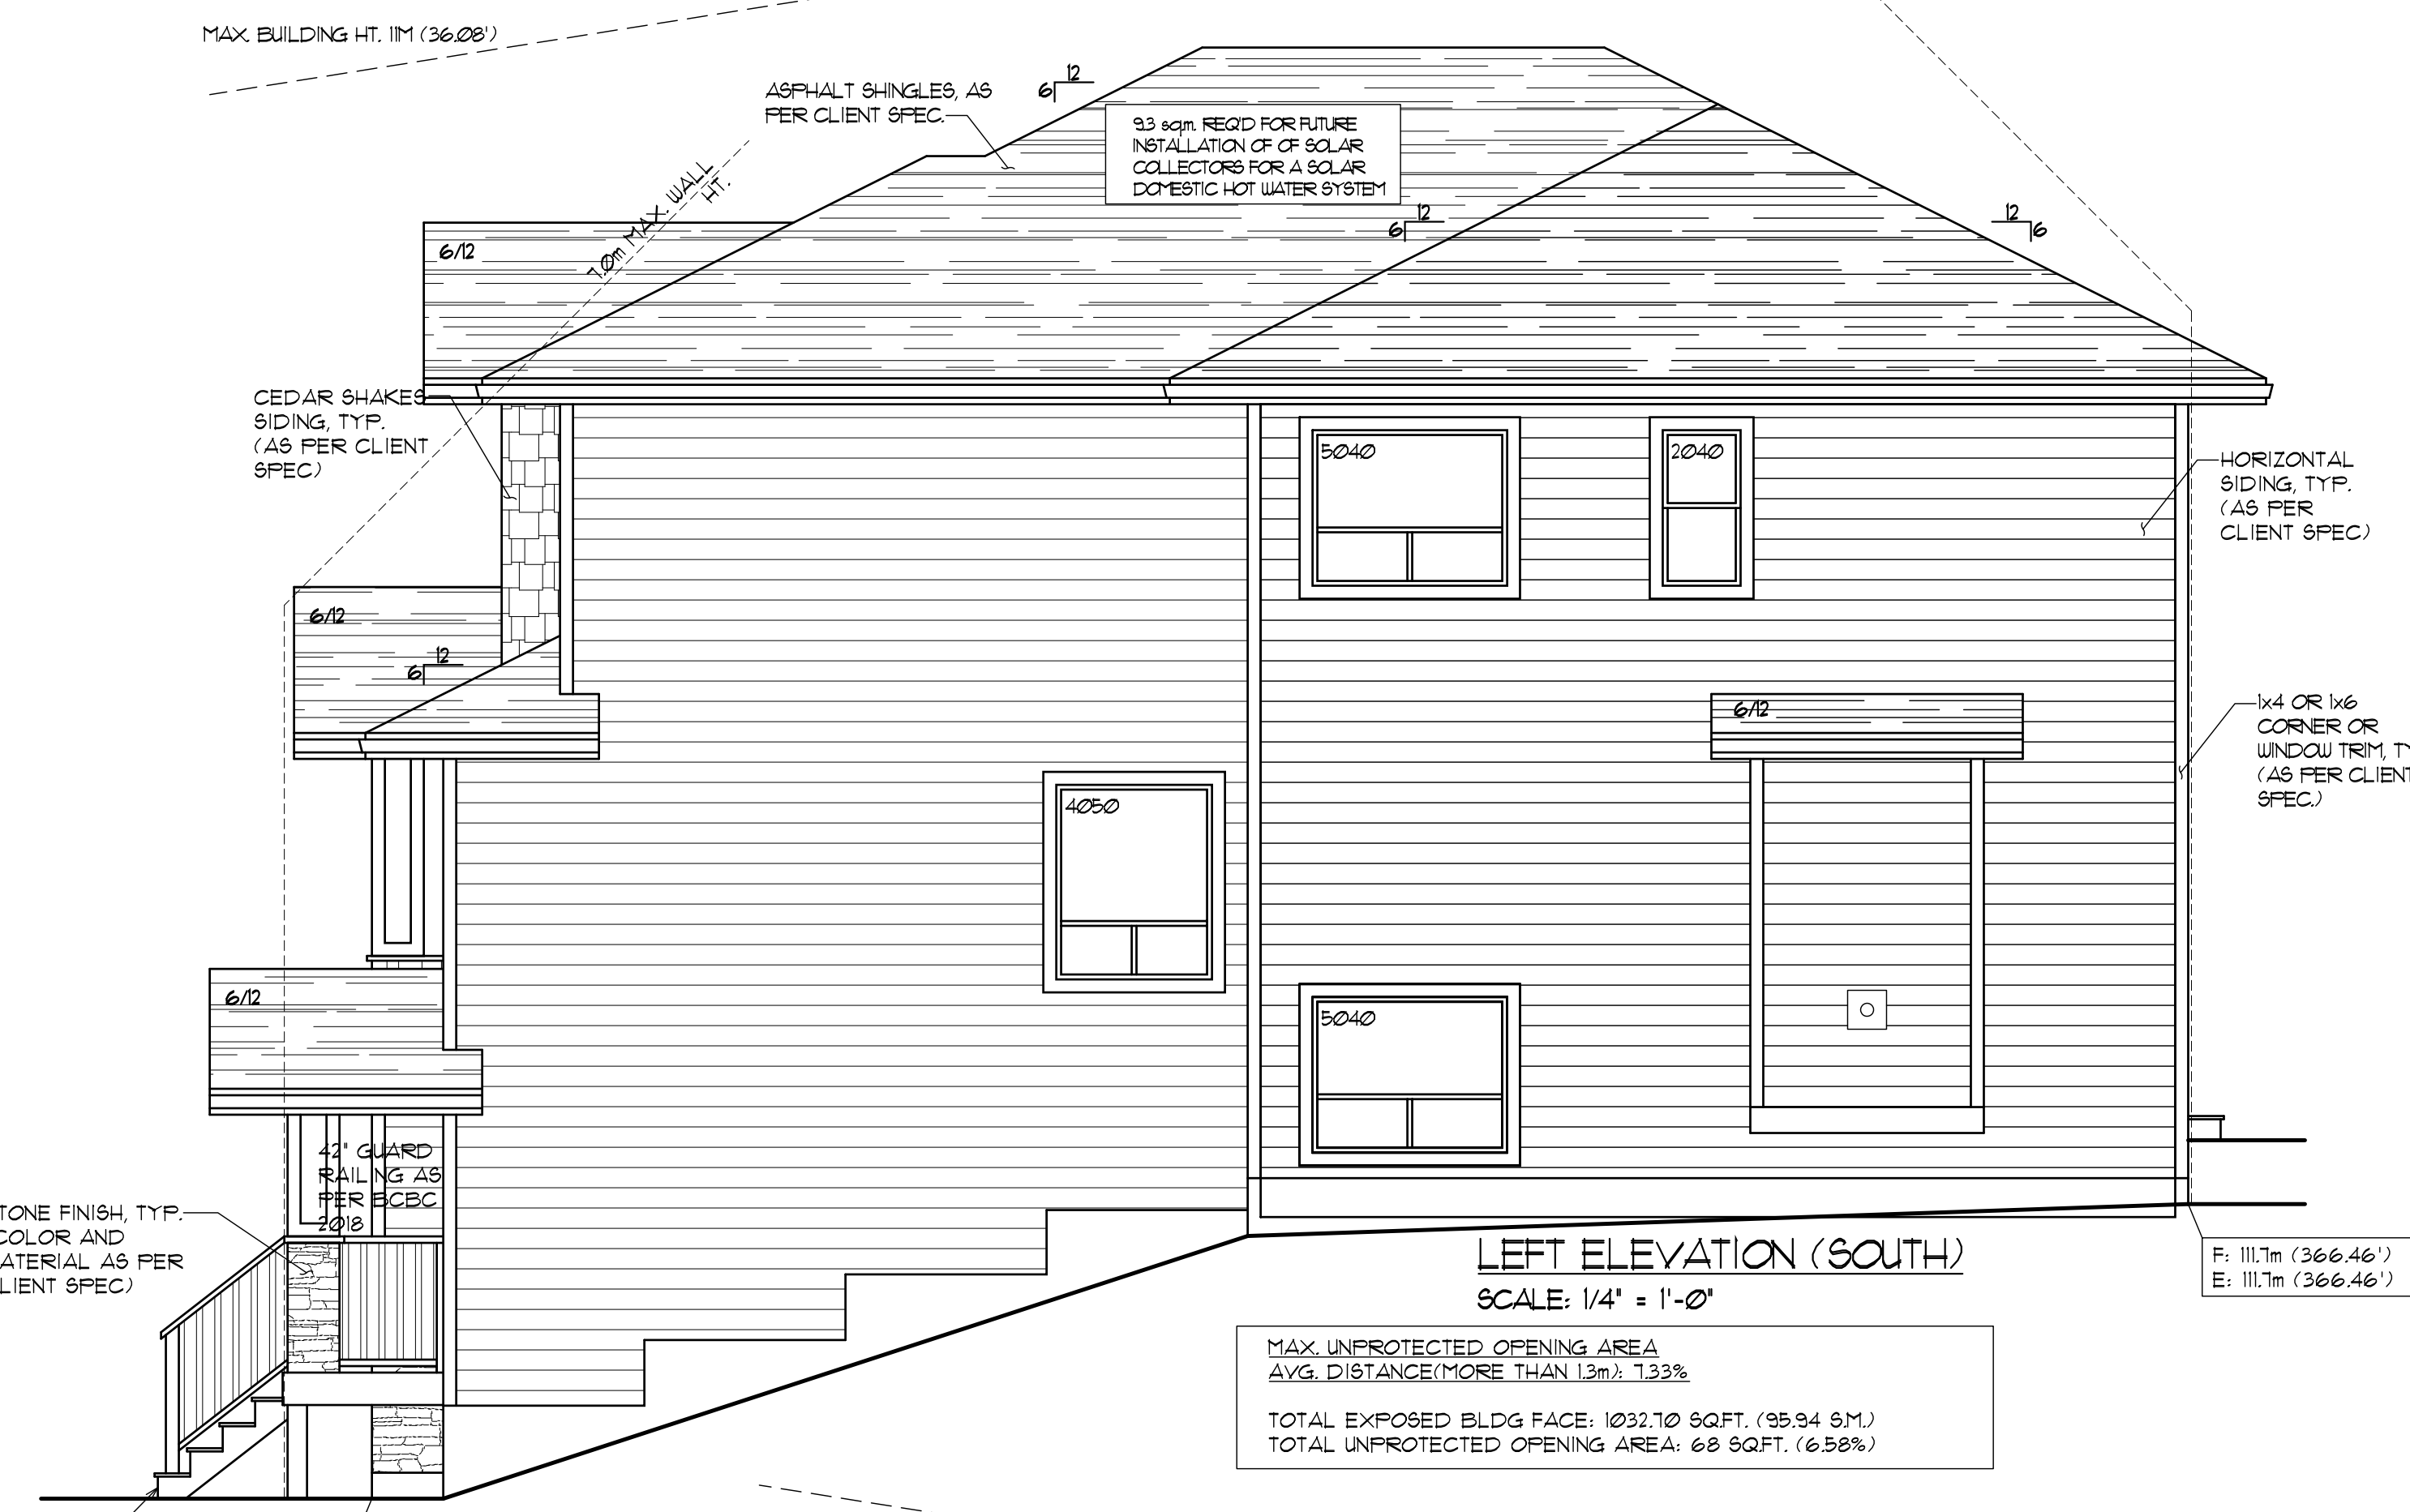 MAX. BUILDING HT. 11M (36.08')
ASPHALT SHINGLES, AS
PER CLIENT SPEC.
12
6
9.3 sq.m. REQ'D FOR FUTURE
INSTALLATION OF OF SOLAR
COLLECTORS FOR A SOLAR
DOMESTIC HOT WATER SYSTEM
7.0m MAX. WALL
HT.
12
6
12
6
6/12
CEDAR SHAKES
SIDING, TYP.
(AS PER CLIENT
SPEC)
5040
2040
HORIZONTAL
SIDING, TYP.
(AS PER
CLIENT SPEC)
6/12
12
6
6/12
1x4 OR 1x6
CORNER OR
WINDOW TRIM, TY
(AS PER CLIENT
SPEC.)
4050
6/12
5040
42" GUARD
RAILING AS
PER BCBC
2018
TONE FINISH, TYP.
COLOR AND
ATERIAL AS PER
LIENT SPEC)
LEFT ELEVATION (SOUTH)
SCALE: 1/4" = 1'-0"
F: 111.7m (366.46')
E: 111.7m (366.46')
MAX. UNPROTECTED OPENING AREA
AVG. DISTANCE(MORE THAN 1.3m): 7.33%
TOTAL EXPOSED BLDG FACE: 1032.70 SQ.FT. (95.94 S.M.)
TOTAL UNPROTECTED OPENING AREA: 68 SQ.FT. (6.58%)